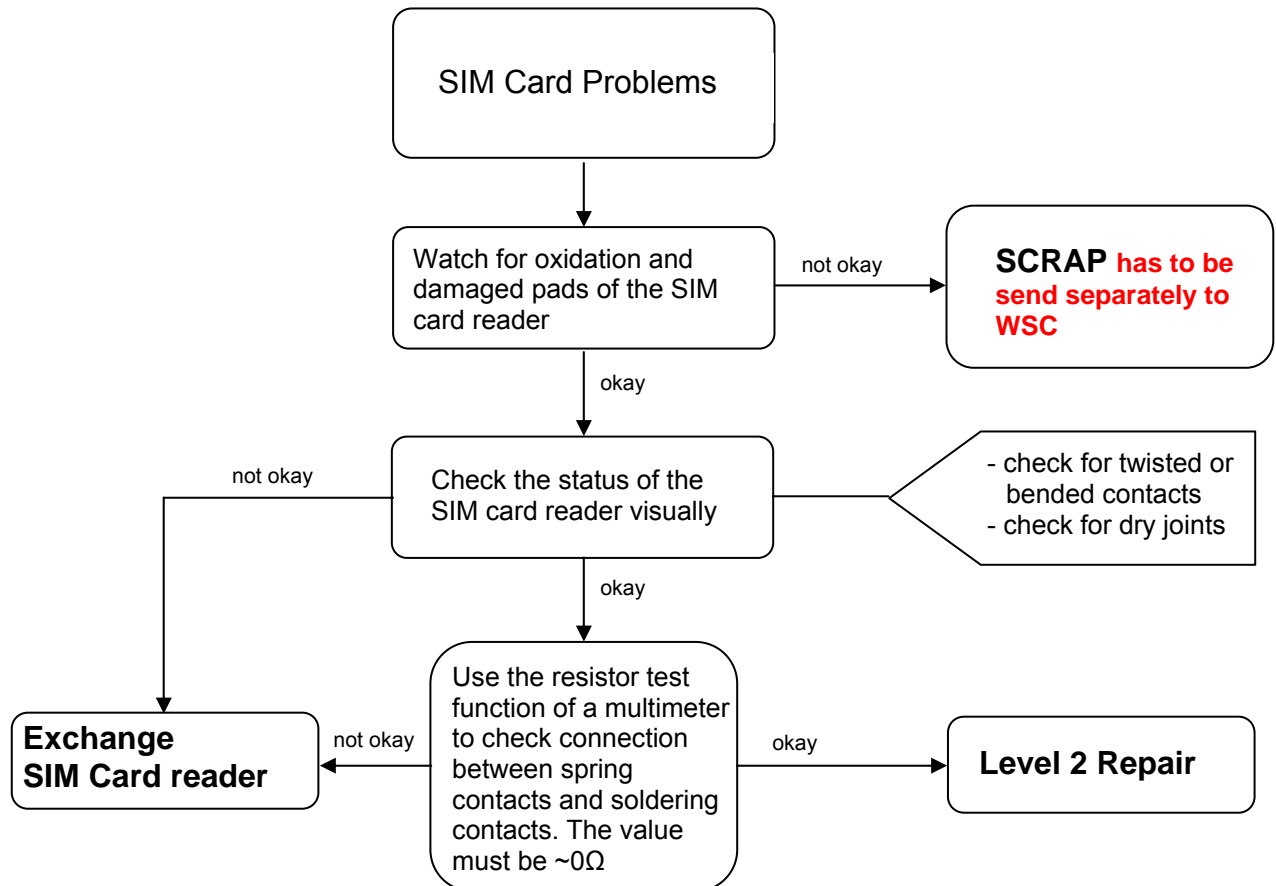 SIM Card Problems
Watch for oxidation and
damaged pads of the SIM
card reader
not okay
SCRAP has to be
send separately to
WSC
okay
not okay
Check the status of the
SIM card reader visually
- check for twisted or
bended contacts
- check for dry joints
okay
Exchange
SIM Card reader
not okay
Use the resistor test
function of a multimeter
to check connection
between spring
contacts and soldering
contacts. The value
must be ~0Ω
okay
Level 2 Repair